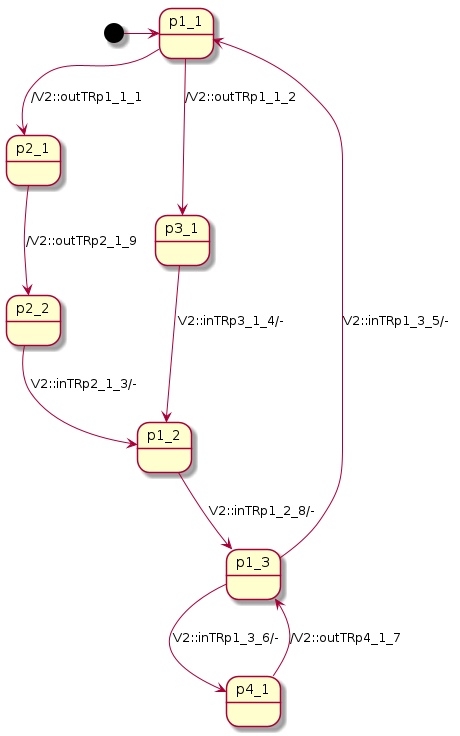 p1_1
/V2::outTRp1_1_1
/V2::outTRp1_1_2
p2_1
p3_1
/V2::outTRp2_1_9
p2_2
V2::inTRp3_1_4/-
V2::inTRp1_3_5/-
V2::inTRp2_1_3/-
p1_2
V2::inTRp1_2_8/-
p1_3
V2::inTRp1_3_6/-
/V2::outTRp4_1_7
p4_1